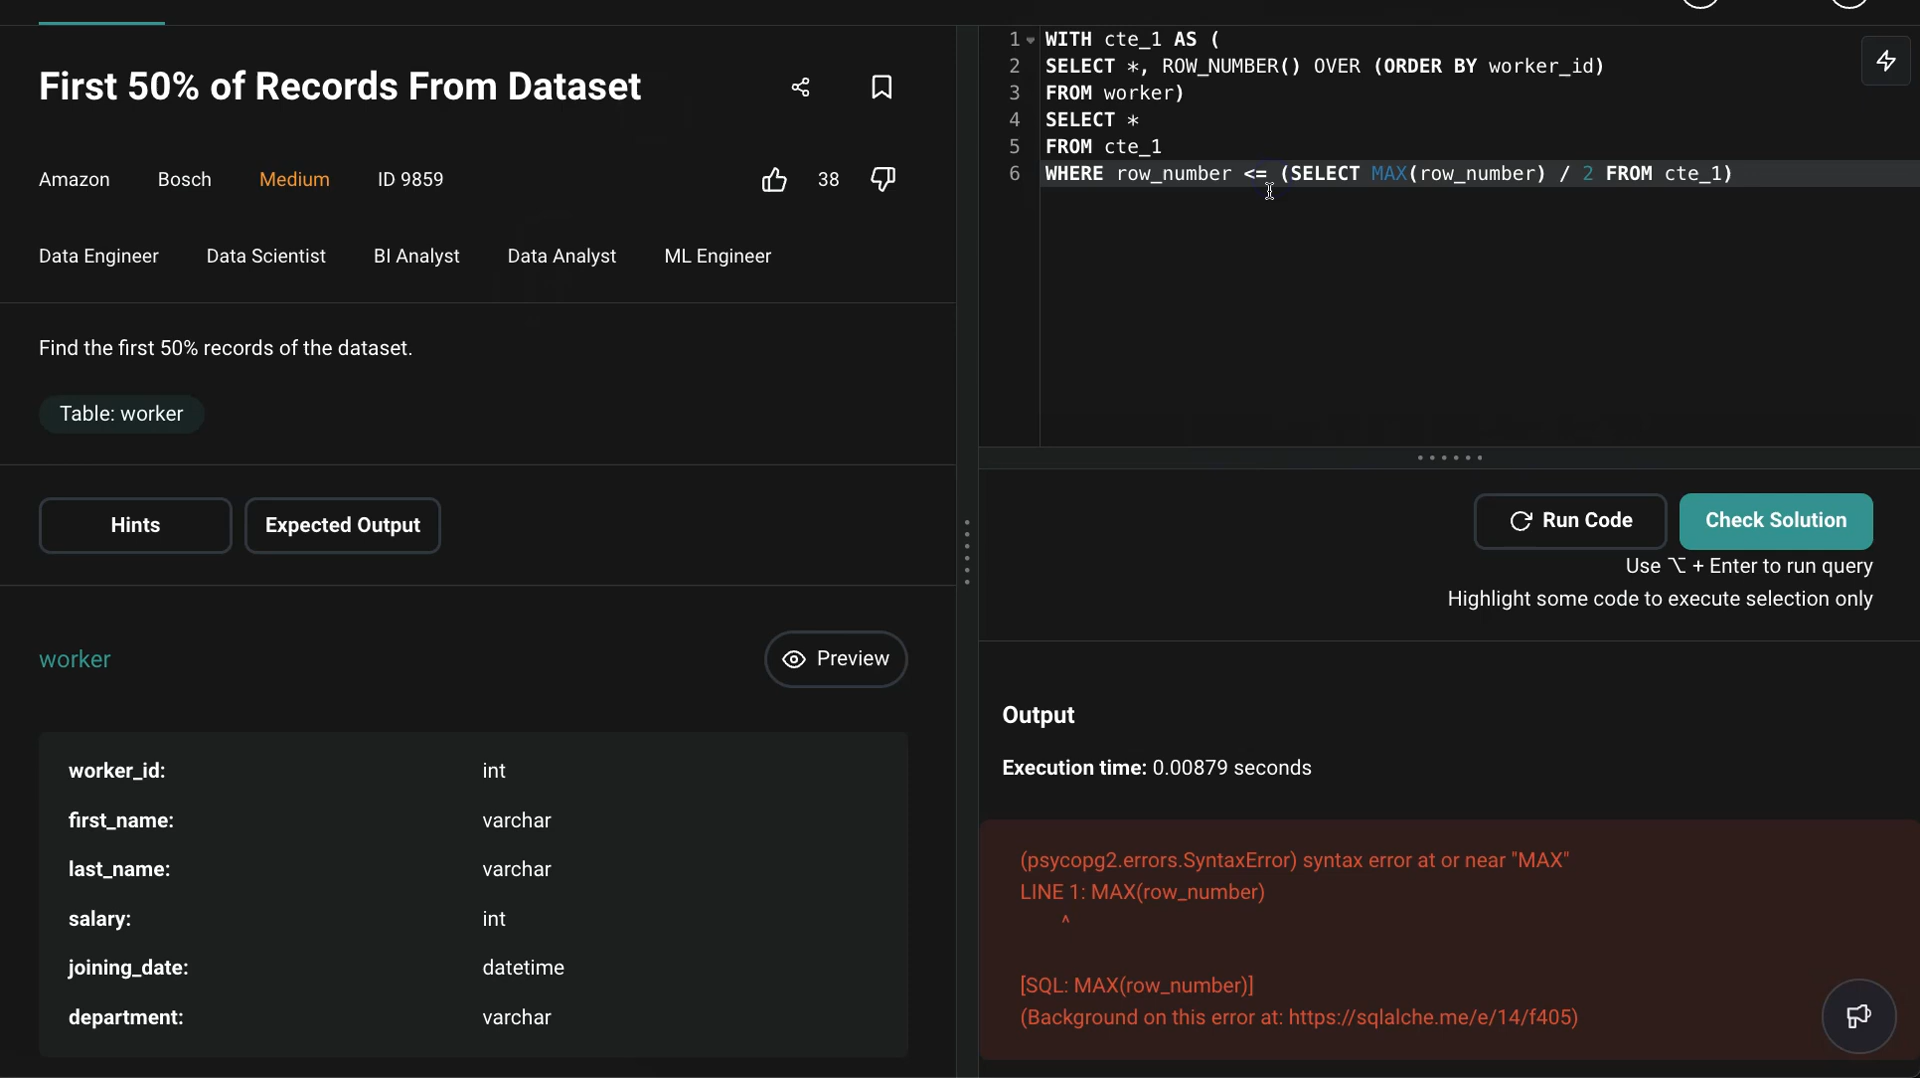 First 50% of Records From Dataset
Amazon Bosch Medium ID 9859 38
Data Engineer Data Scientist BI Analyst Data Analyst ML Engineer
Find the first 50% records of the dataset.
Table: worker
Hints Expected Output
worker Preview
worker_id: int
first_name: varchar
last_name: varchar
salary: int
joining_date: datetime
department: varchar
1 WITH cte_1 AS (
2 SELECT *, ROW_NUMBER() OVER (ORDER BY worker_id)
3 FROM worker)
4 SELECT *
5 FROM cte_1
6 WHERE row_number <= (SELECT MAX(row_number) / 2 FROM cte_1)
Run Code Check Solution
Use ⌥ + Enter to run query
Highlight some code to execute selection only
Output
Execution time: 0.00879 seconds
(psycopg2.errors.SyntaxError) syntax error at or near "MAX"
LINE 1: MAX(row_number)
^
[SQL: MAX(row_number)]
(Background on this error at: https://sqlalche.me/e/14/f405)